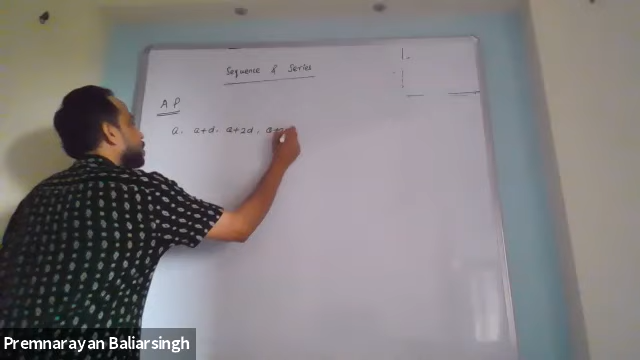 Sequence & Series
A P
a, a+d, a+2d, a+
Premnarayan Baliarsingh